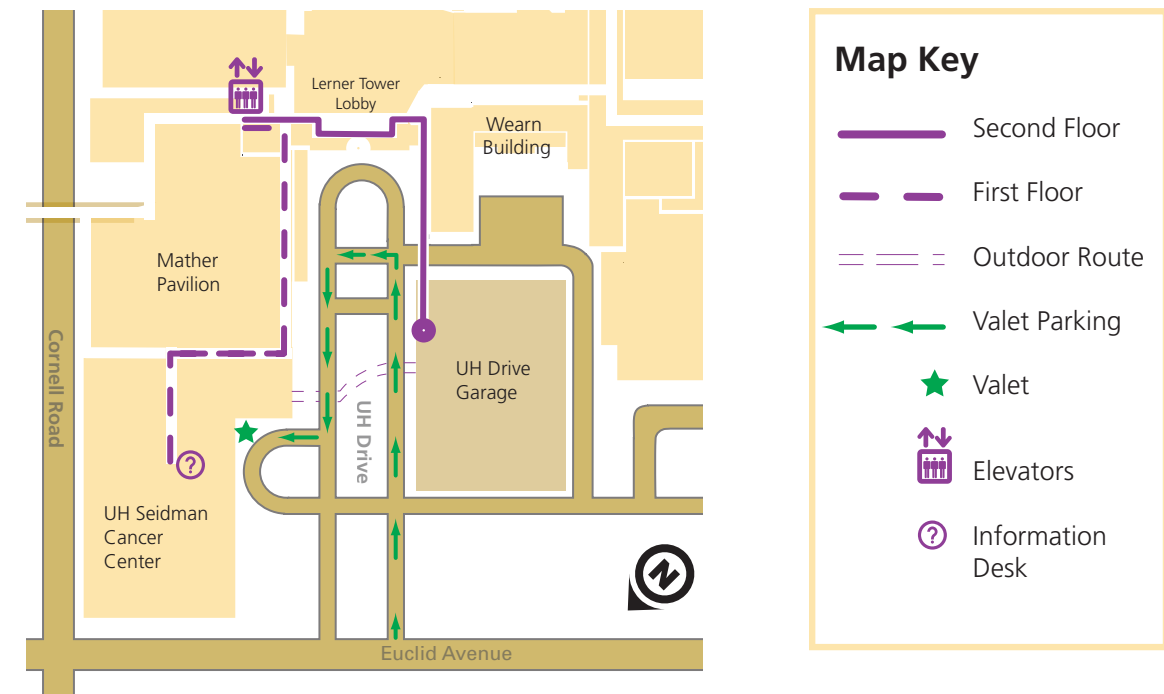 Lerner Tower
Lobby
Wearn
Building
Mather
Pavilion
Cornell Road
UH Drive
Garage
UH Drive
?
UH Seidman
Cancer
Center
N
Euclid Avenue
Map Key
Second Floor
First Floor
Outdoor Route
Valet Parking
Valet
Elevators
?
Information
Desk